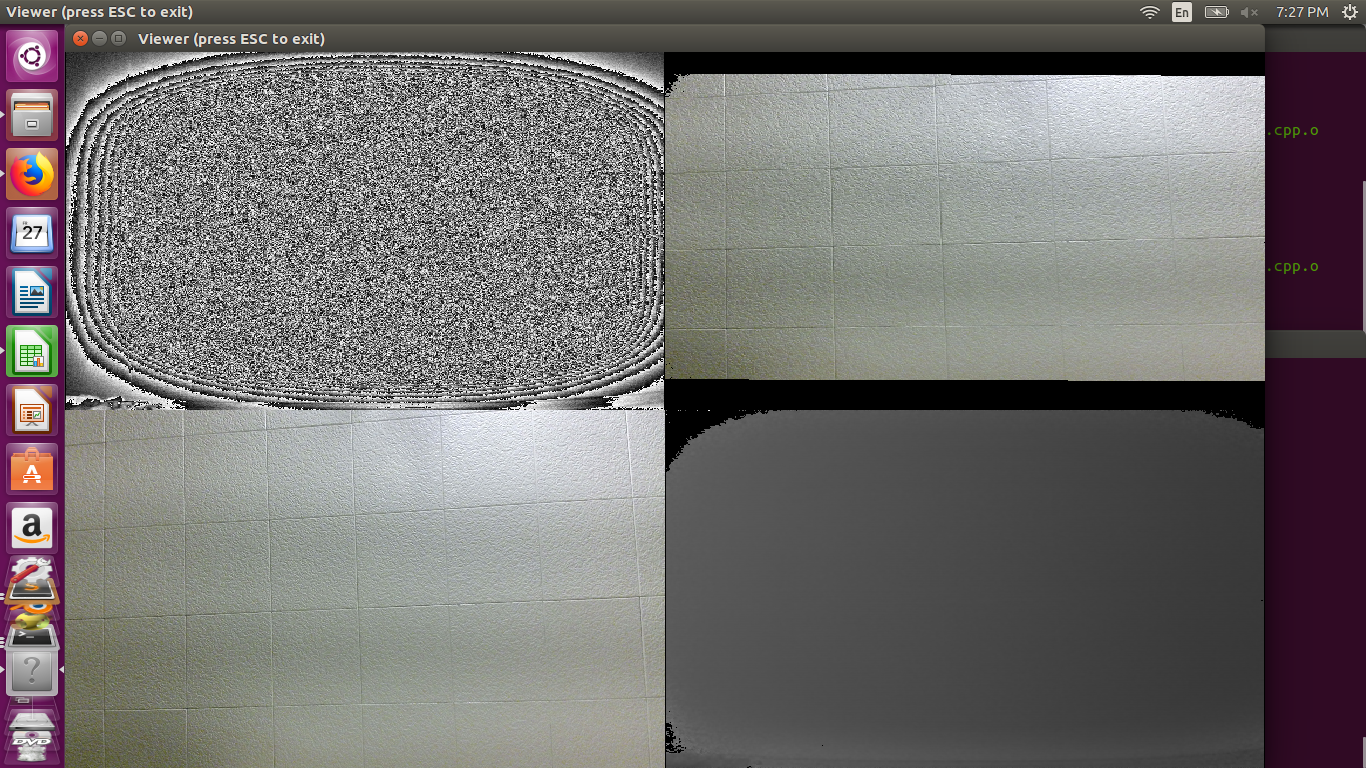 Viewer (press ESC to exit)
En
7:27 PM
Viewer (press ESC to exit)
.cpp.o
27
.cpp.o
A
a
>_
?
DVD